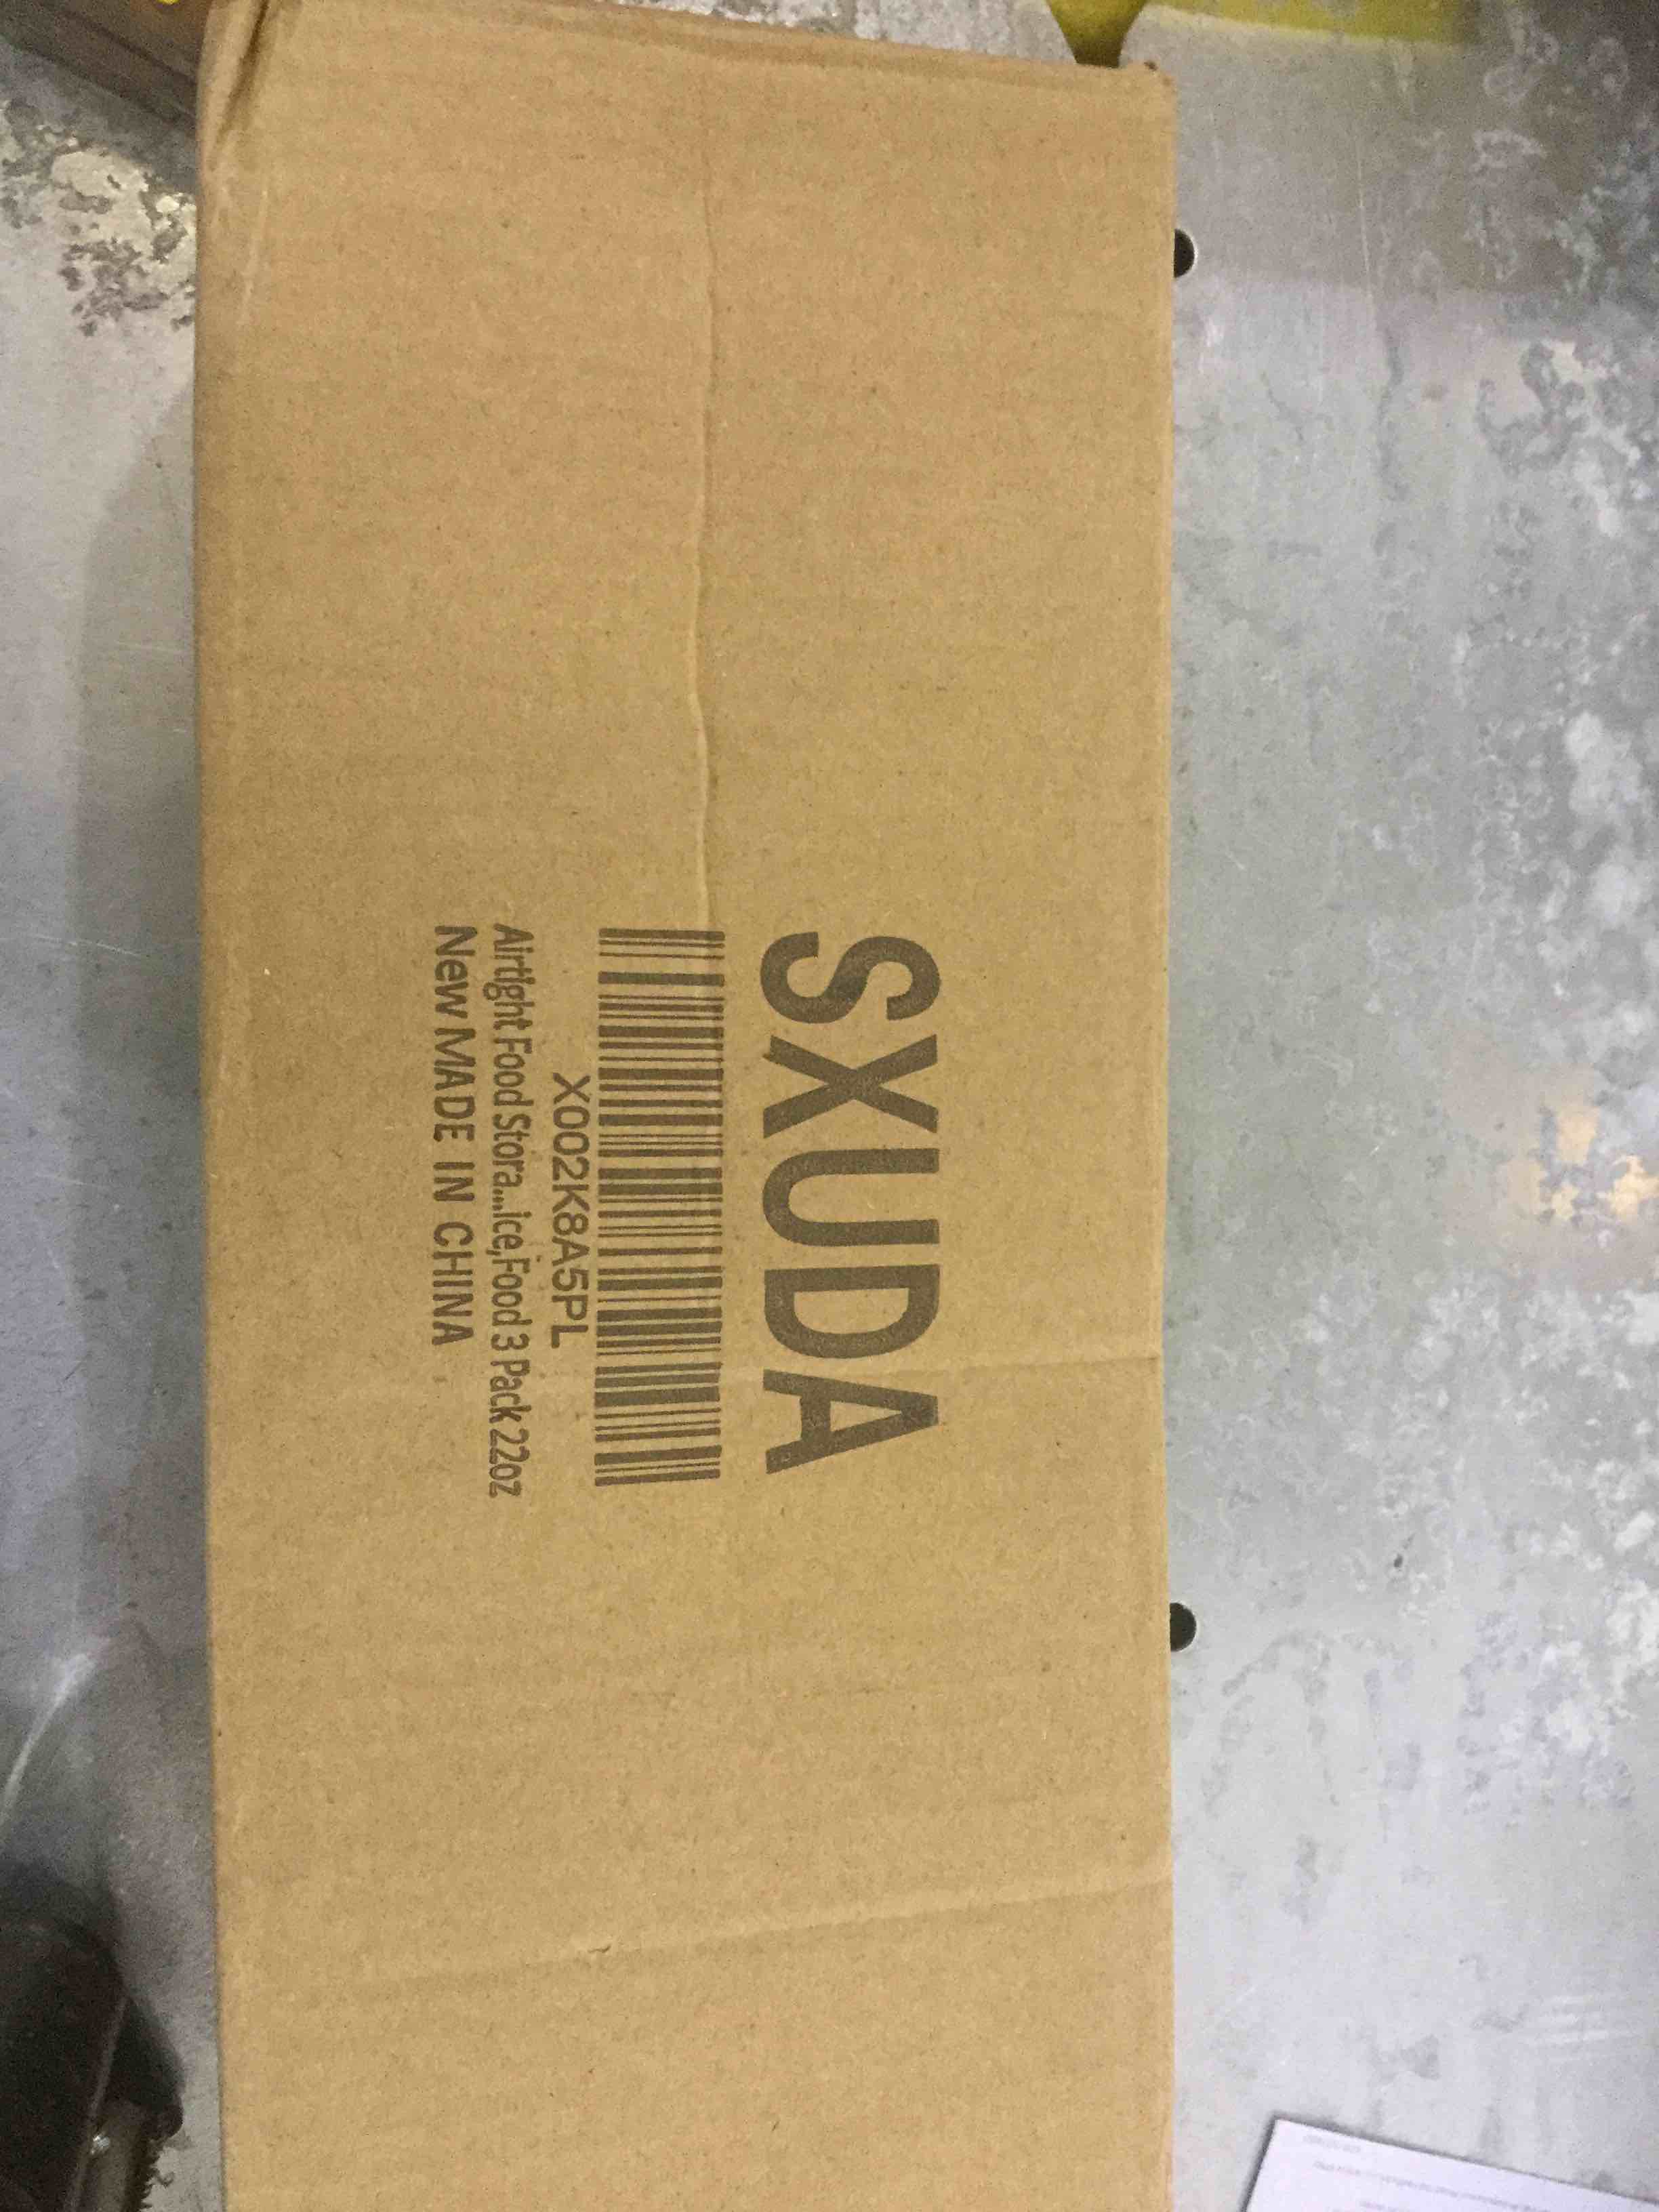 SXUDA
X002K8A5PL
Airtight Food Stora...ice,Food 3 Pack 22oz
New MADE IN CHINA